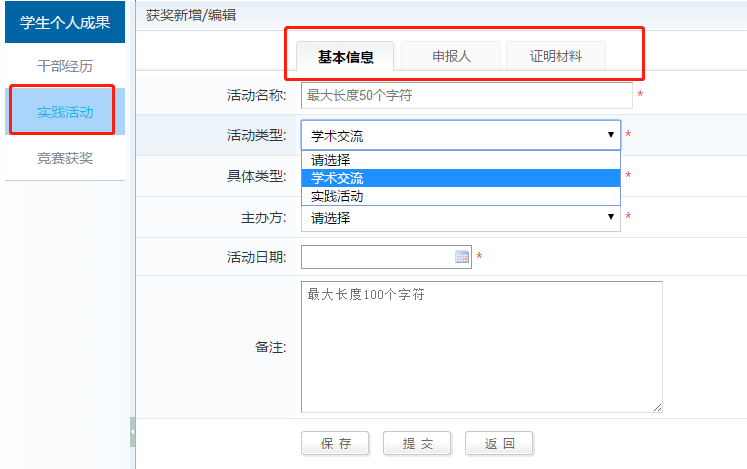 学生个人成果
干部经历
实践活动
竞赛获奖
获奖新增/编辑
基本信息 申报人 证明材料
活动名称: 最大长度50个字符 *
活动类型: 学术交流
请选择
具体类型: 学术交流 *
实践活动
主办方: 请选择 *
活动日期: *
备注: 最大长度100个字符
保 存 提 交 返 回